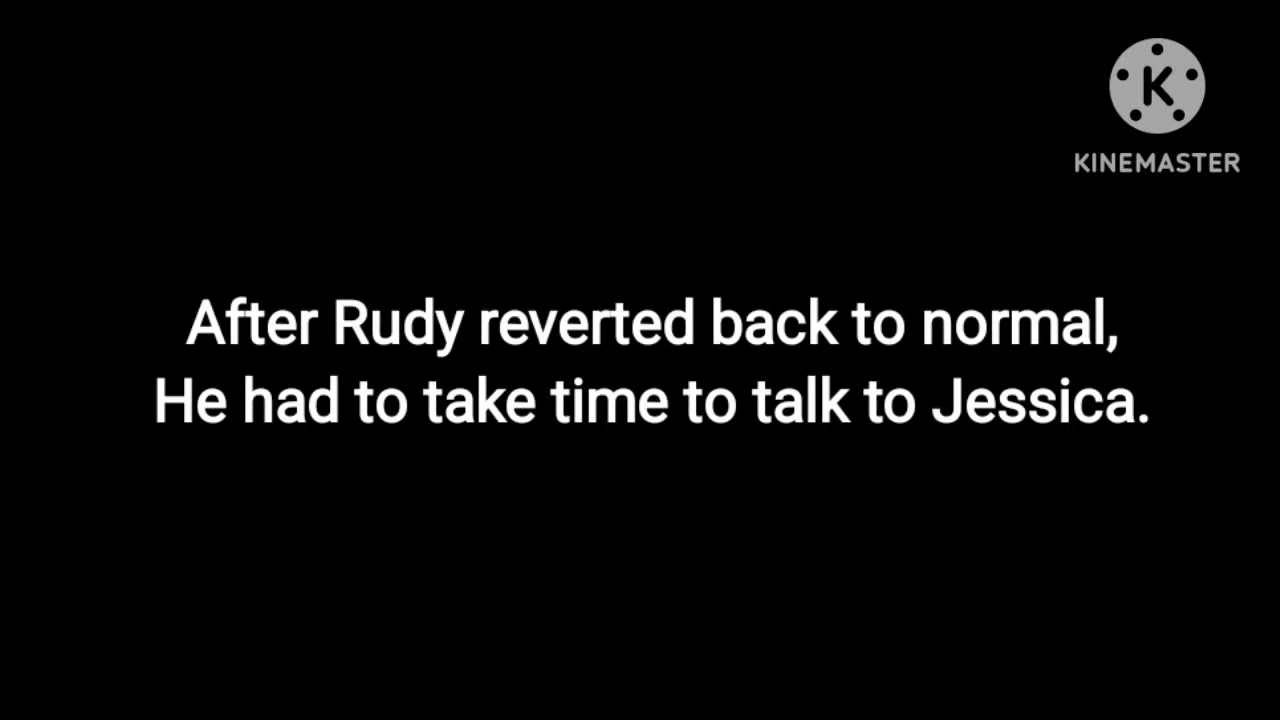 K
KINEMASTER
After Rudy reverted back to normal,
He had to take time to talk to Jessica.